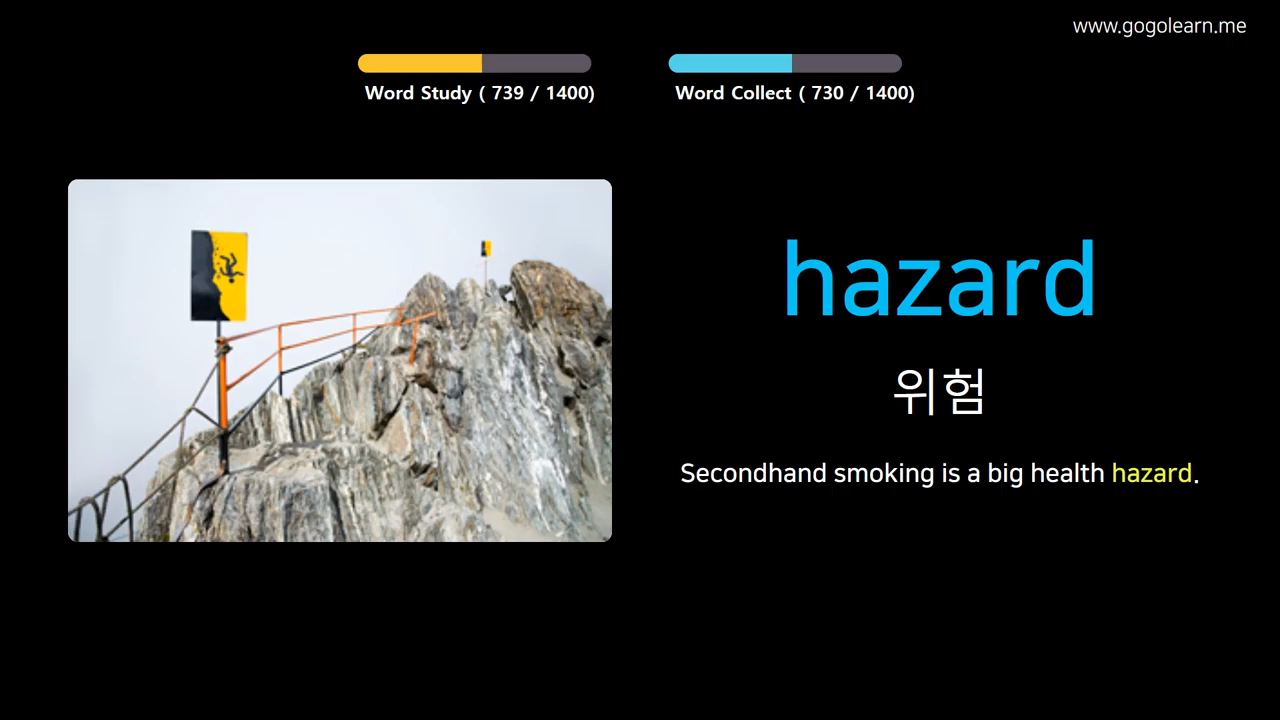 www.gogolearn.me
Word Study ( 739 / 1400)
Word Collect ( 730 / 1400)
hazard
위험
Secondhand smoking is a big health hazard.